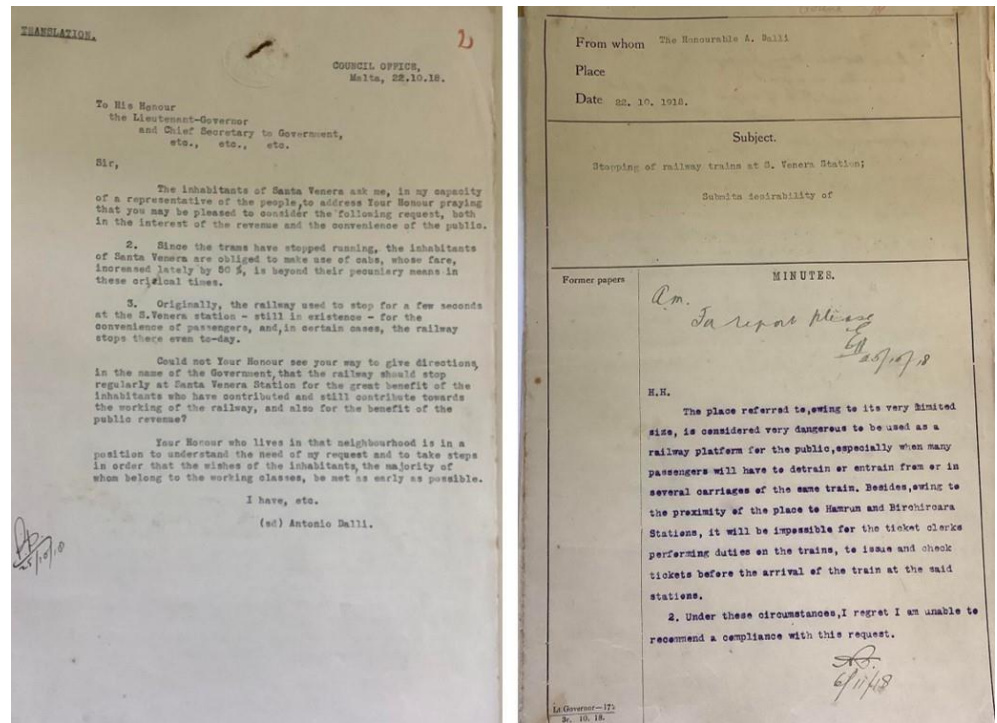 TRANSLATION.
2
COUNCIL OFFICE,
Malta, 22.10.18.
To His Honour
the Lieutenant-Governor
and Chief Secretary to Government,
etc., etc., etc.
Sir,
The inhabitants of Santa Venera ask me, in my capacity
of a representative of the people,to address Your Honour praying
that you may be pleased to consider the following request, both
in the interest of the revenue and the convenience of the public.
2. Since the trams have stopped running, the inhabitants
of Santa Venera are obliged to make use of cabs, whose fare,
increased lately by 50 %, is beyond their pecuniary means in
these critical times.
3. Originally, the railway used to stop for a few seconds
at the S.Venera station - still in existence - for the
convenience of passengers, and,in certain cases, the railway
stops there even to-day.
Could not Your Honour see your way to give directions,
in the name of the Government,that the railway should stop
regularly at Santa Venera Station for the great benefit of the
inhabitants who have contributed and still contribute towards
the working of the railway, and also for the benefit of the
public revenue?
Your Honour who lives in that neighbourhood is in a
position to understand the need of my request and to take steps
in order that the wishes of the inhabitants, the majority of
whom belong to the working classes, be met as early as possible.
I have, etc.
(sd) Antonio Dalli.
25/10/18
From whom The Honourable A. Dalli
Place
Date 22. 10. 1918.
Subject.
Stopping of railway trains at S. Venera Station;
Submits desirability of
Former papers
MINUTES.
For report please
25/10/18
H.H.
The place referred to,owing to its very limited
size, is considered very dangerous to be used as a
railway platform for the public,especially when many
passengers will have to detrain or entrain from or in
several carriages of the same train. Besides,owing to
the proximity of the place to Hamrun and Birchircara
Stations, it will be impossible for the ticket clerks
performing duties on the trains, to issue and check
tickets before the arrival of the train at the said
stations.
2. Under these circumstances,I regret I am unable to
recommend a compliance with this request.
6/11/18
Lt Governor—17
10. 18.